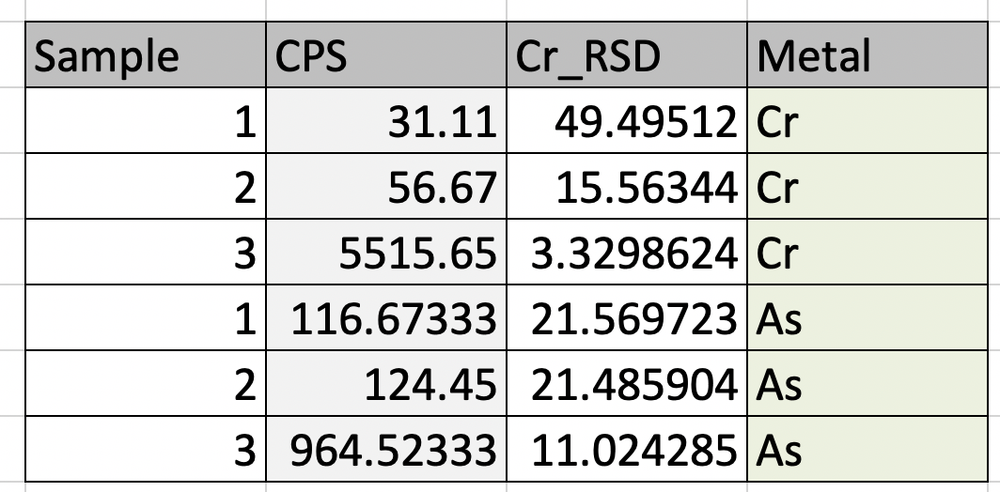 Sample CPS Cr_RSD Metal
1 31.11 49.49512 Cr
2 56.67 15.56344 Cr
3 5515.65 3.3298624 Cr
1 116.67333 21.569723 As
2 124.45 21.485904 As
3 964.52333 11.024285 As